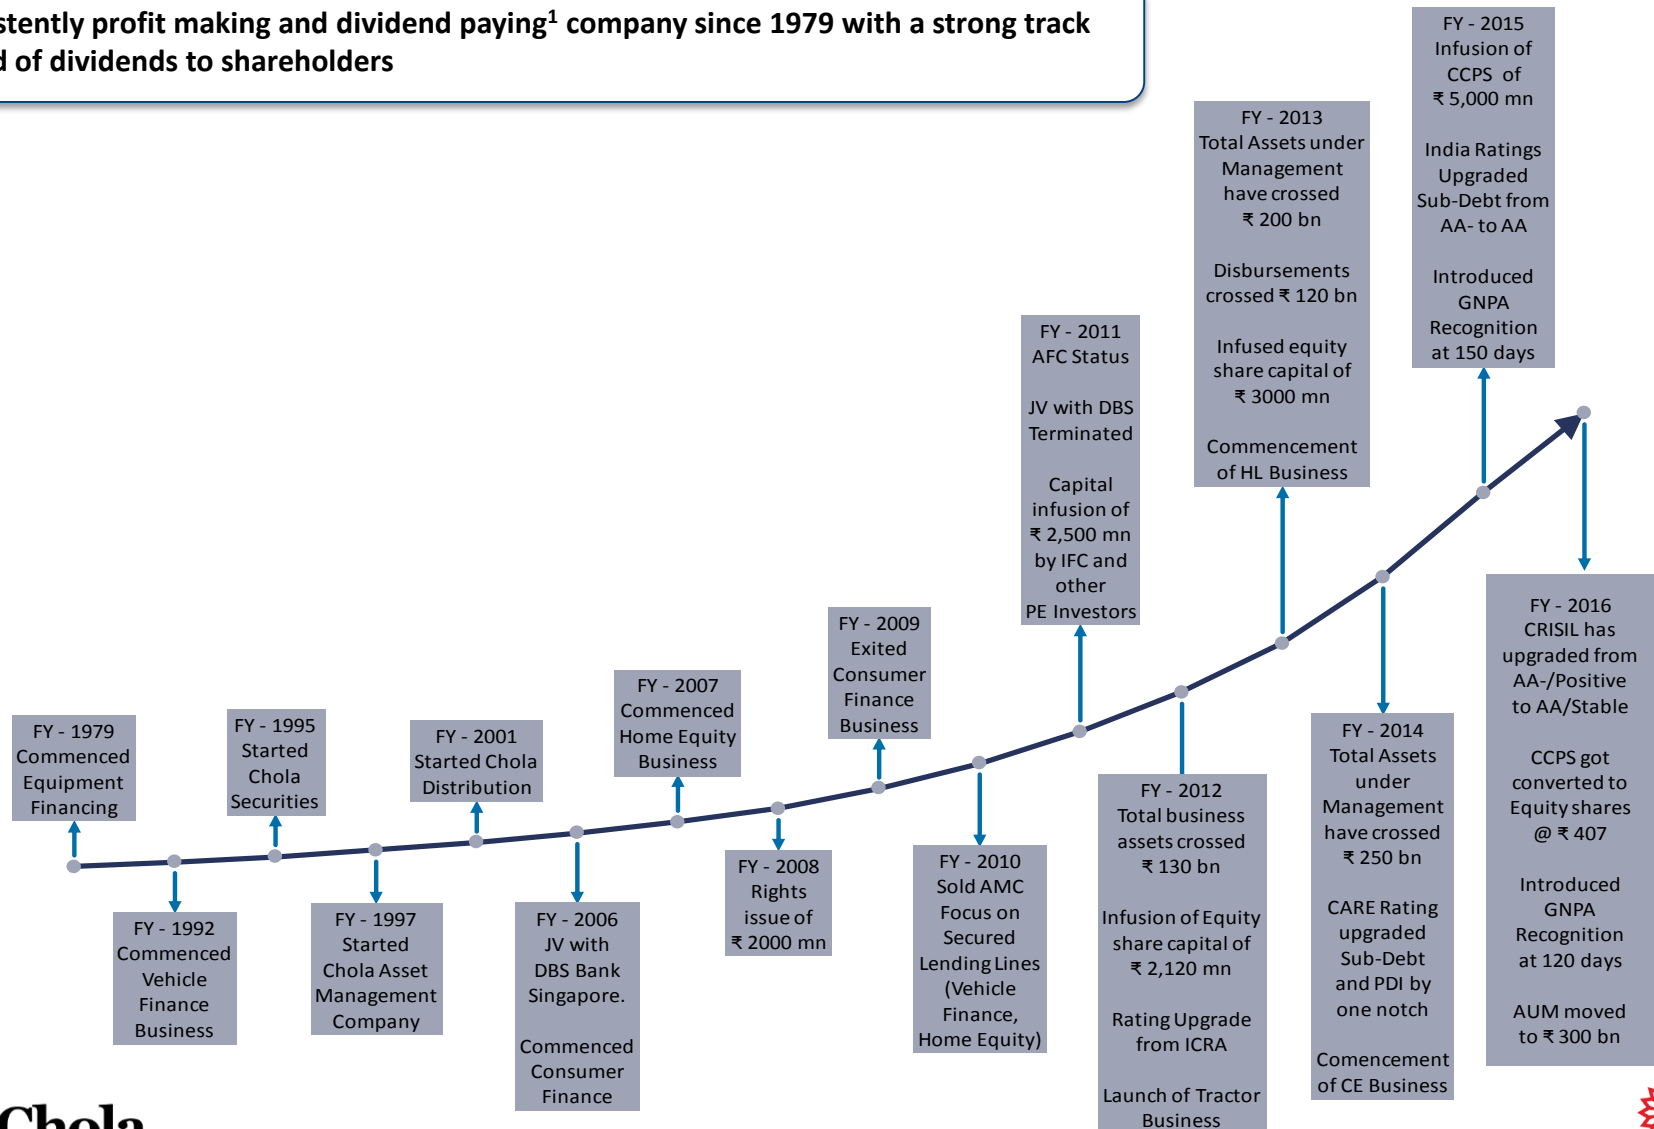 stently profit making and dividend paying1 company since 1979 with a strong track
d of dividends to shareholders
FY - 1979
Commenced
Equipment
Financing
FY - 1992
Commenced
Vehicle
Finance
Business
FY - 1995
Started
Chola
Securities
FY - 1997
Started
Chola Asset
Management
Company
FY - 2001
Started Chola
Distribution
FY - 2006
JV with
DBS Bank
Singapore.
Commenced
Consumer
Finance
FY - 2007
Commenced
Home Equity
Business
FY - 2008
Rights
issue of
₹ 2000 mn
FY - 2009
Exited
Consumer
Finance
Business
FY - 2010
Sold AMC
Focus on
Secured
Lending Lines
(Vehicle
Finance,
Home Equity)
FY - 2011
AFC Status
JV with DBS
Terminated
Capital
infusion of
₹ 2,500 mn
by IFC and
other
PE Investors
FY - 2012
Total business
assets crossed
₹ 130 bn
Infusion of Equity
share capital of
₹ 2,120 mn
Rating Upgrade
from ICRA
Launch of Tractor
Business
FY - 2013
Total Assets under
Management
have crossed
₹ 200 bn
Disbursements
crossed ₹ 120 bn
Infused equity
share capital of
₹ 3000 mn
Commencement
of HL Business
FY - 2014
Total Assets
under
Management
have crossed
₹ 250 bn
CARE Rating
upgraded
Sub-Debt
and PDI by
one notch
Comencement
of CE Business
FY - 2015
Infusion of
CCPS of
₹ 5,000 mn
India Ratings
Upgraded
Sub-Debt from
AA- to AA
Introduced
GNPA
Recognition
at 150 days
FY - 2016
CRISIL has
upgraded from
AA-/Positive
to AA/Stable
CCPS got
converted to
Equity shares
@ ₹ 407
Introduced
GNPA
Recognition
at 120 days
AUM moved
to ₹ 300 bn
Chola